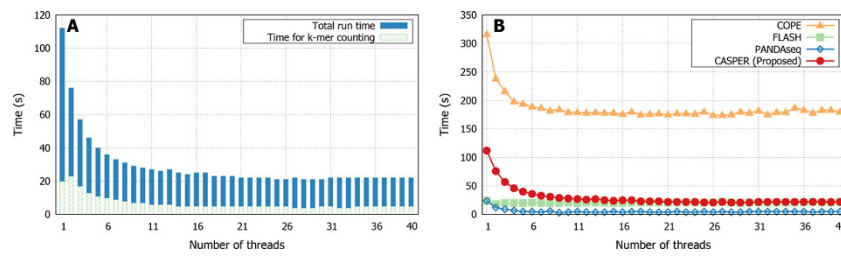 A
Total run time
Time for k-mer counting
120
100
80
60
40
20
0
Time (s)
1 6 11 16 21 26 31 36 40
Number of threads
B
COPE
FLASH
PANDAseq
CASPER (Proposed)
350
300
250
200
150
100
50
0
Time (s)
1 6 11 16 21 26 31 36 40
Number of threads